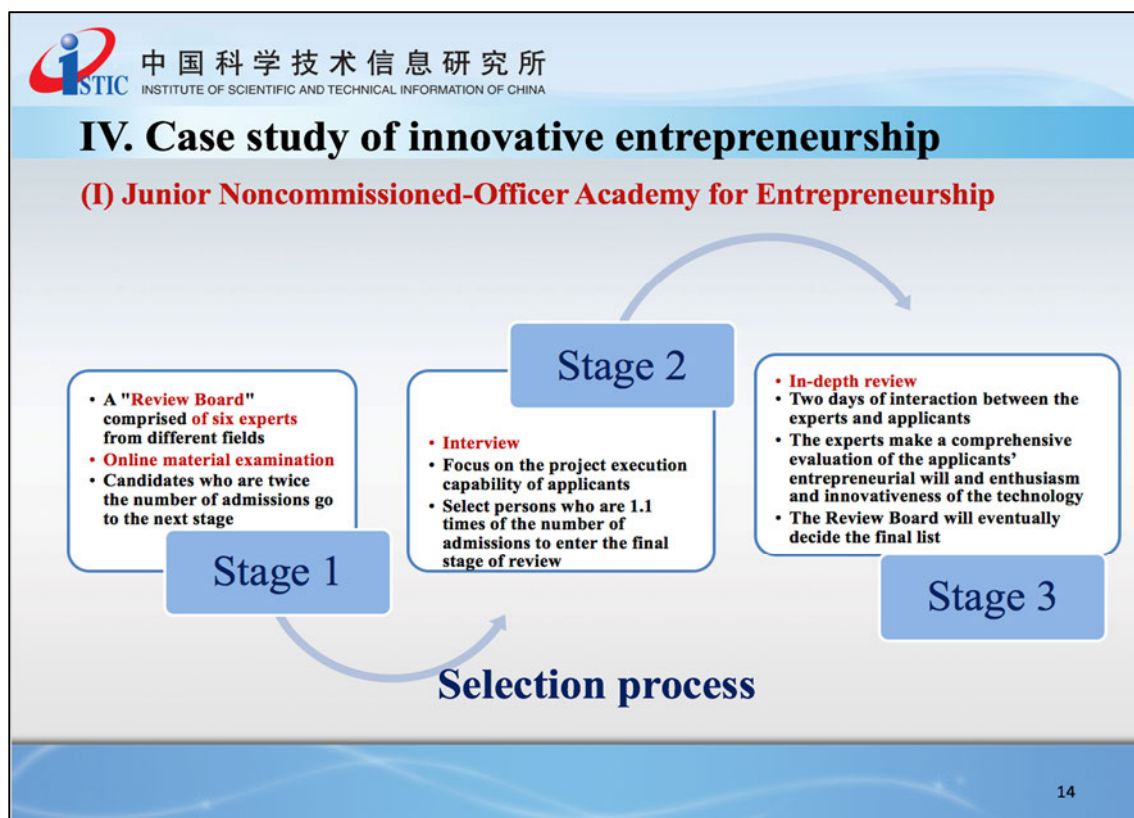 iSTIC
中国科学技术信息研究所
INSTITUTE OF SCIENTIFIC AND TECHNICAL INFORMATION OF CHINA
IV. Case study of innovative entrepreneurship
(I) Junior Noncommissioned-Officer Academy for Entrepreneurship
• A "Review Board"
comprised of six experts
from different fields
• Online material examination
• Candidates who are twice
the number of admissions go
to the next stage
Stage 1
Stage 2
• Interview
• Focus on the project execution
capability of applicants
• Select persons who are 1.1
times of the number of
admissions to enter the final
stage of review
• In-depth review
• Two days of interaction between the
experts and applicants
• The experts make a comprehensive
evaluation of the applicants’
entrepreneurial will and enthusiasm
and innovativeness of the technology
• The Review Board will eventually
decide the final list
Stage 3
Selection process
14